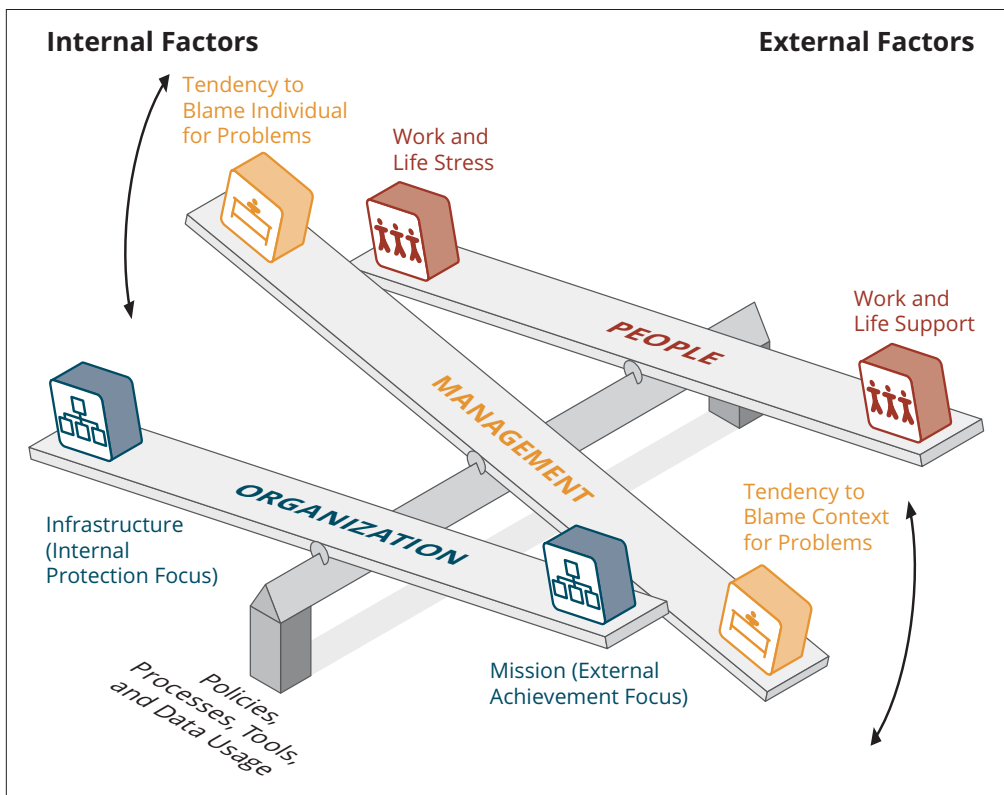 Internal Factors
External Factors
Tendency to
Blame Individual
for Problems
Work and
Life Stress
Work and
Life Support
PEOPLE
MANAGEMENT
ORGANIZATION
Infrastructure
(Internal
Protection Focus)
Tendency to
Blame Context
for Problems
Mission (External
Achievement Focus)
Policies,
Processes, Tools,
and Data Usage